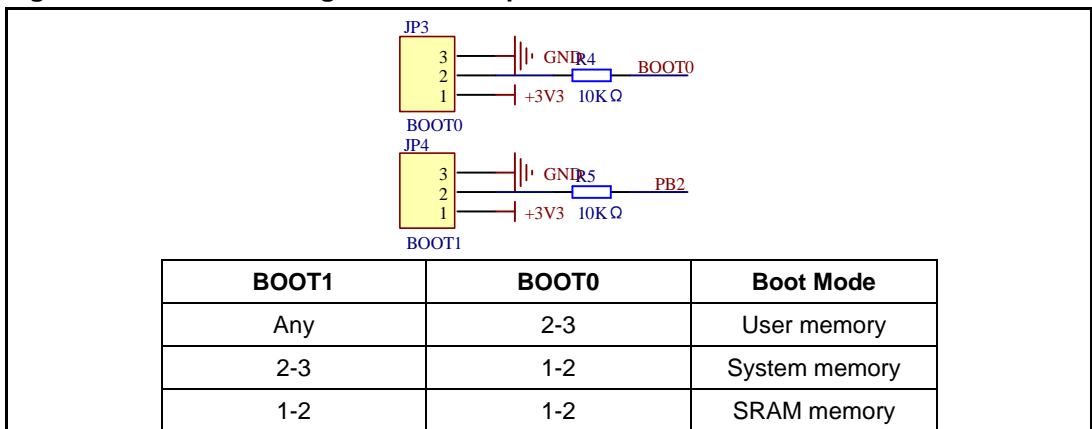 JP3
3 GND R4 BOOT0
2
1 +3V3 10KΩ
BOOT0
JP4
3 GND R5 PB2
2
1 +3V3 10KΩ
BOOT1
BOOT1 BOOT0 Boot Mode
Any 2-3 User memory
2-3 1-2 System memory
1-2 1-2 SRAM memory